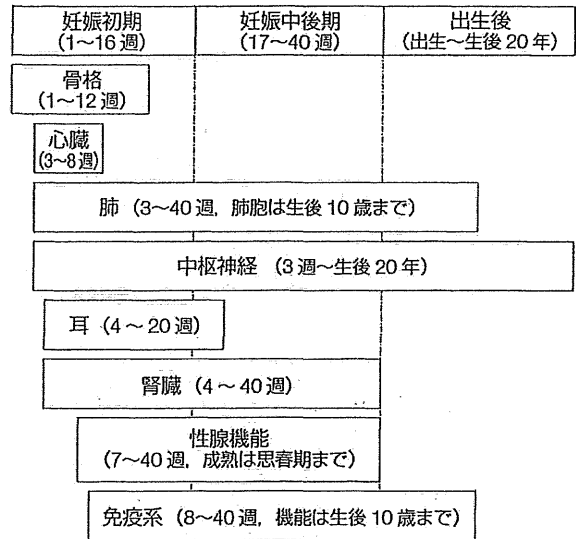 妊娠初期
(1〜16週)
妊娠中後期
(17〜40週)
出生後
(出生〜生後20年)
骨格
(1〜12週)
心臓
(3〜8週)
肺 (3〜40週, 肺胞は生後10歳まで)
中枢神経 (3週〜生後20年)
耳 (4〜20週)
腎臓 (4〜40週)
性腺機能
(7〜40週, 成熟は思春期まで)
免疫系 (8〜40週, 機能は生後10歳まで)